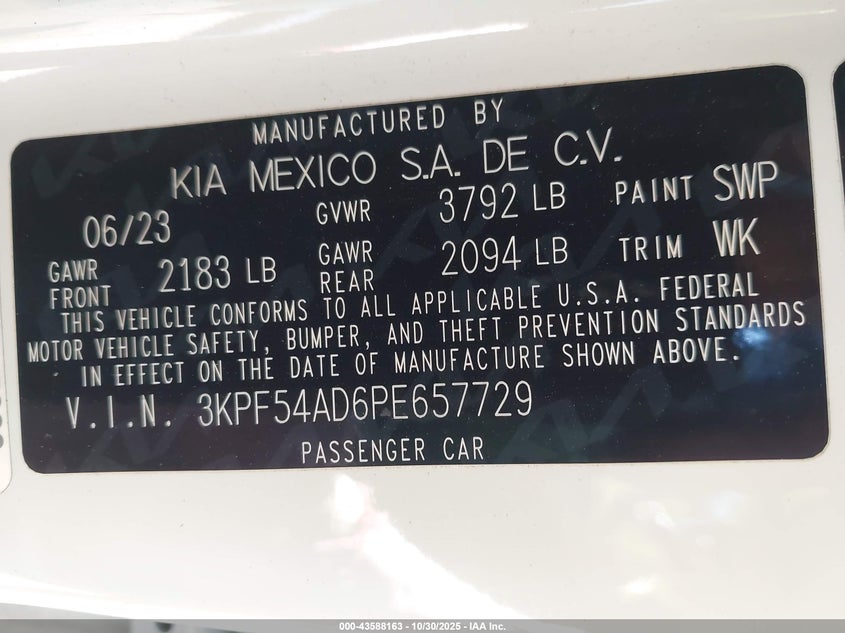 MANUFACTURED BY
KIA MEXICO S.A. DE C.V.
06/23 GVWR 3792 LB PAINT SWP
GAWR FRONT 2183 LB GAWR REAR 2094 LB TRIM WK
THIS VEHICLE CONFORMS TO ALL APPLICABLE U.S.A. FEDERAL
MOTOR VEHICLE SAFETY, BUMPER, AND THEFT PREVENTION STANDARDS
IN EFFECT ON THE DATE OF MANUFACTURE SHOWN ABOVE.
V.I.N. 3KPF54AD6PE657729
PASSENGER CAR
000-43588163 - 10/30/2025 - IAA Inc.